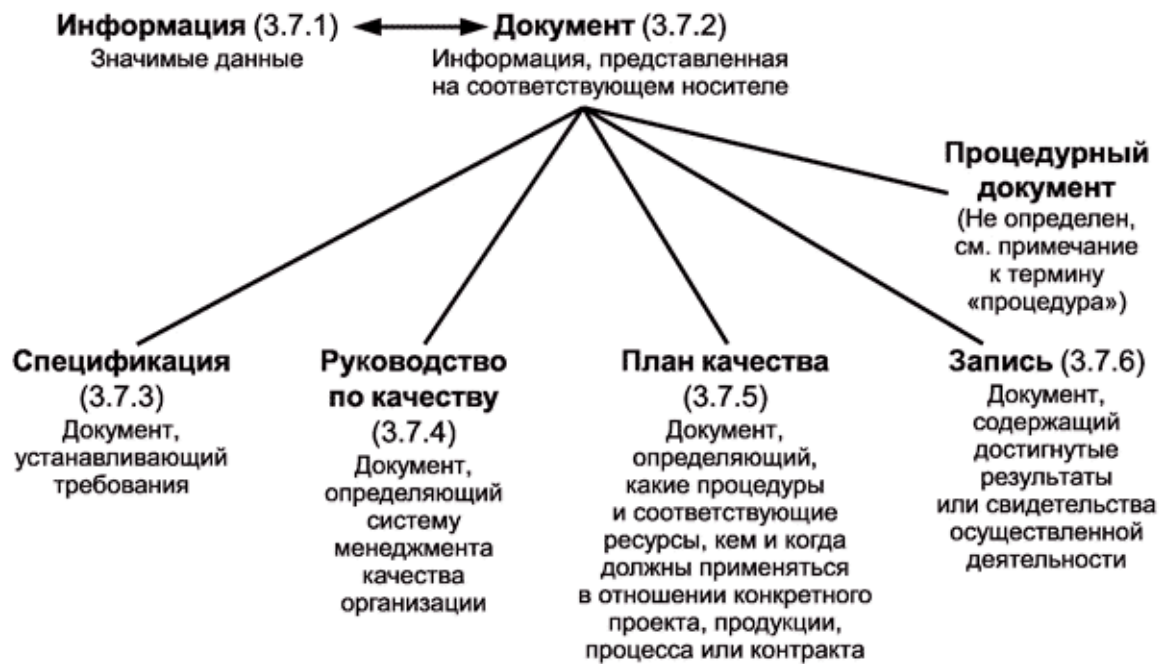 Информация (3.7.1)
Значимые данные
Документ (3.7.2)
Информация, представленная
на соответствующем носителе
Процедурный
документ
(Не определен,
см. примечание
к термину
«процедура»)
Спецификация
(3.7.3)
Документ,
устанавливающий
требования
Руководство
по качеству
(3.7.4)
Документ,
определяющий
систему
менеджмента
качества
организации
План качества
(3.7.5)
Документ,
определяющий,
какие процедуры
и соответствующие
ресурсы, кем и когда
должны применяться
в отношении конкретного
проекта, продукции,
процесса или контракта
Запись (3.7.6)
Документ,
содержащий
достигнутые
результаты
или свидетельства
осуществленной
деятельности